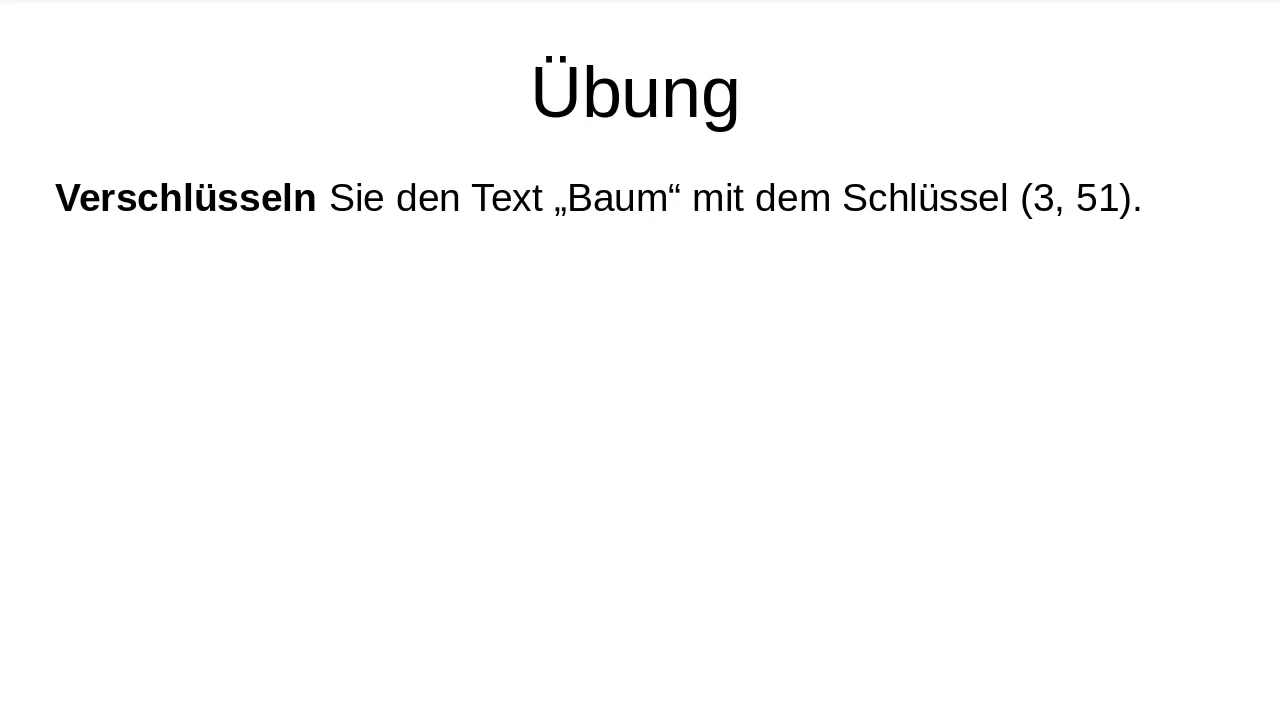 Übung
Verschlüsseln Sie den Text „Baum“ mit dem Schlüssel (3, 51).